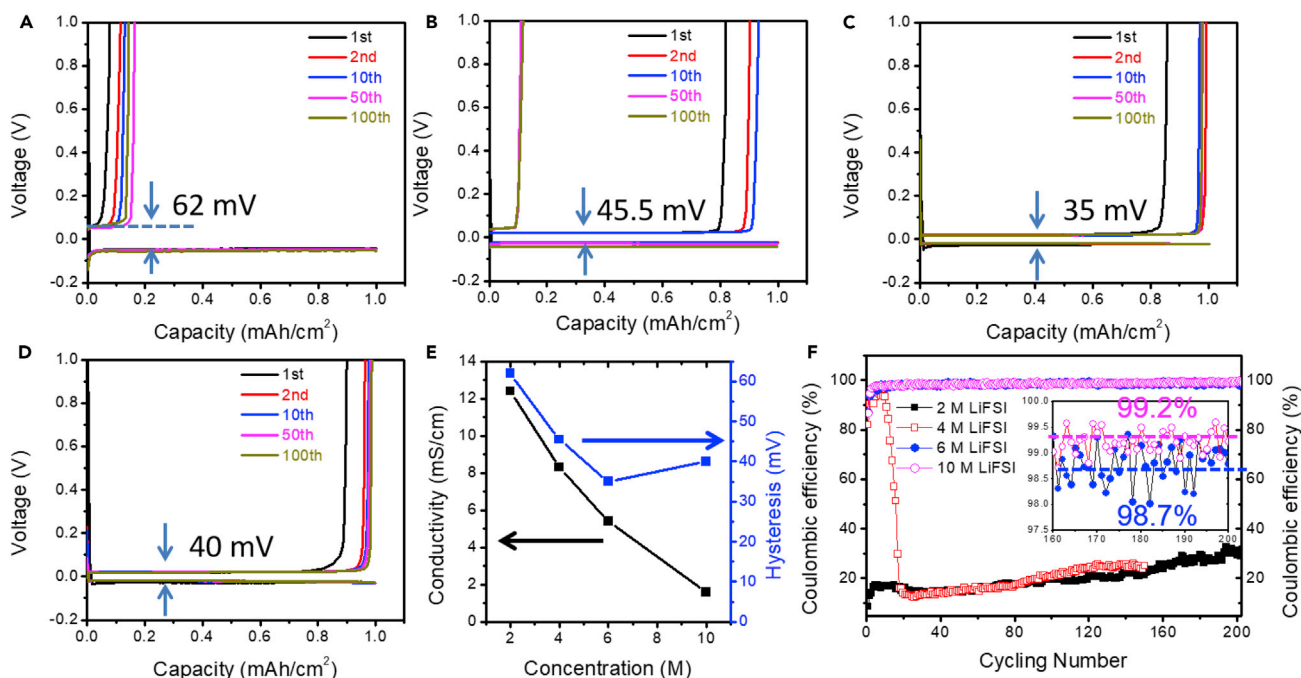 A
1.0
0.8
0.6
0.4
0.2
0.0
-0.2
Voltage (V)
1st
2nd
10th
50th
100th
62 mV
0.0 0.2 0.4 0.6 0.8 1.0
Capacity (mAh/cm²)
B
1.0
0.8
0.6
0.4
0.2
0.0
-0.2
Voltage (V)
1st
2nd
10th
50th
100th
45.5 mV
0.0 0.2 0.4 0.6 0.8 1.0
Capacity (mAh/cm²)
C
1.0
0.8
0.6
0.4
0.2
0.0
-0.2
Voltage (V)
1st
2nd
10th
50th
100th
35 mV
0.0 0.2 0.4 0.6 0.8 1.0
Capacity (mAh/cm²)
D
1.0
0.8
0.6
0.4
0.2
0.0
-0.2
Voltage (V)
1st
2nd
10th
50th
100th
40 mV
0.0 0.2 0.4 0.6 0.8 1.0
Capacity (mAh/cm²)
E
14
12
10
8
6
4
2
0
Conductivity (mS/cm)
60
50
40
30
20
10
0
Hysteresis (mV)
2 4 6 8 10
Concentration (M)
F
100
80
60
40
20
Coulombic efficiency (%)
2 M LiFSI
4 M LiFSI
6 M LiFSI
10 M LiFSI
100.0
99.5
99.0
98.5
98.0
97.5
99.2%
98.7%
160 170 180 190 200
100
80
60
40
20
Coulombic efficiency (%)
0 40 80 120 160 200
Cycling Number